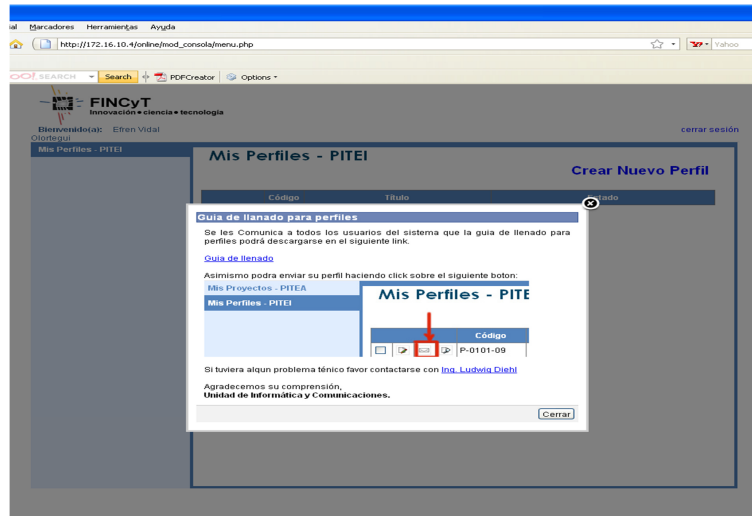 ial Marcadores Herramientas Ayuda
http://172.16.10.4/online/mod_consola/menu.php
Yahoo
OO! SEARCH Search PDFCreator Options
FINCyT
Innovación • ciencia • tecnología
Bienvenido(a): Efren Vidal
Olortegui
cerrar sesión
Mis Perfiles - PITEI
Mis Perfiles - PITEI
Crear Nuevo Perfil
Código Título Estado
Guia de llanado para perfiles
Se les Comunica a todos los usuarios del sistema que la guia de llenado para
perfiles podrá descargarse en el siguiente link.
Guia de llenado
Asimismo podra enviar su perfil haciendo click sobre el siguiente boton:
Mis Proyectos - PITEA
Mis Perfiles - PITEI
Mis Perfiles - PITE
Código
P-0101-09
Si tuviera algun problema ténico favor contactarse con Ing. Ludwig Diehl
Agradecemos su comprensión,
Unidad de Informática y Comunicaciones.
Cerrar